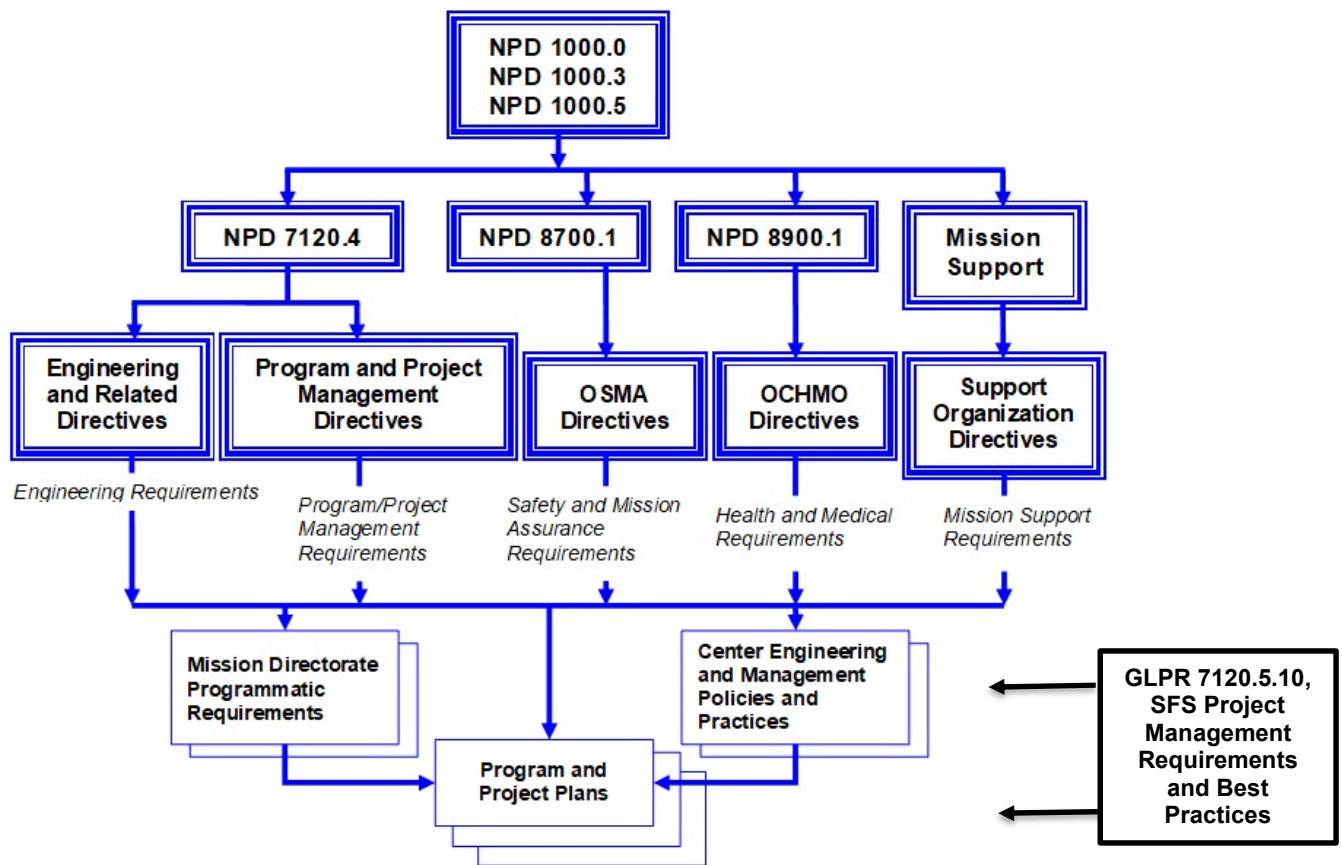 NPD 1000.0
NPD 1000.3
NPD 1000.5
NPD 7120.4
NPD 8700.1
NPD 8900.1
Mission
Support
Engineering
and Related
Directives
Program and Project
Management
Directives
OSMA
Directives
OCHMO
Directives
Support
Organization
Directives
Engineering Requirements
Program/Project
Management
Requirements
Safety and Mission
Assurance
Requirements
Health and Medical
Requirements
Mission Support
Requirements
Mission Directorate
Programmatic
Requirements
Center Engineering
and Management
Policies and
Practices
Program and
Project Plans
GLPR 7120.5.10,
SFS Project
Management
Requirements
and Best
Practices